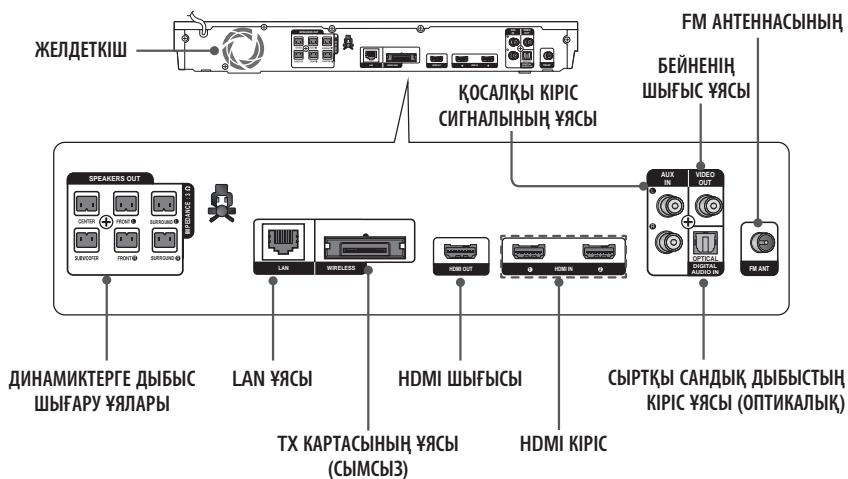 FM АНТЕННАСЫНЫҢ
ЖЕЛДЕТКІШ
БЕЙНЕНІҢ
ШЫҒЫС ҰЯСЫ
ҚОСАЛҚЫ КІРІС
СИГНАЛЫНЫҢ ҰЯСЫ
SPEAKERS OUT
CENTER
FRONT L
SURROUND L
SUBWOOFER
FRONT R
SURROUND R
IMPEDANCE : 3 Ω
LAN
WIRELESS
HDMI OUT
1 HDMI IN 2
AUX
IN
VIDEO
OUT
L
R
OPTICAL
DIGITAL
AUDIO IN
FM ANT
ДИНАМИКТЕРГЕ ДЫБЫС
ШЫҒАРУ ҰЯЛАРЫ
LAN ҰЯСЫ
HDMI ШЫҒЫСЫ
СЫРТҚЫ САНДЫҚ ДЫБЫСТЫҢ
КІРІС ҰЯСЫ (ОПТИКАЛЫҚ)
TX КАРТАСЫНЫҢ ҰЯСЫ
(СЫМСЫЗ)
HDMI КІРІС